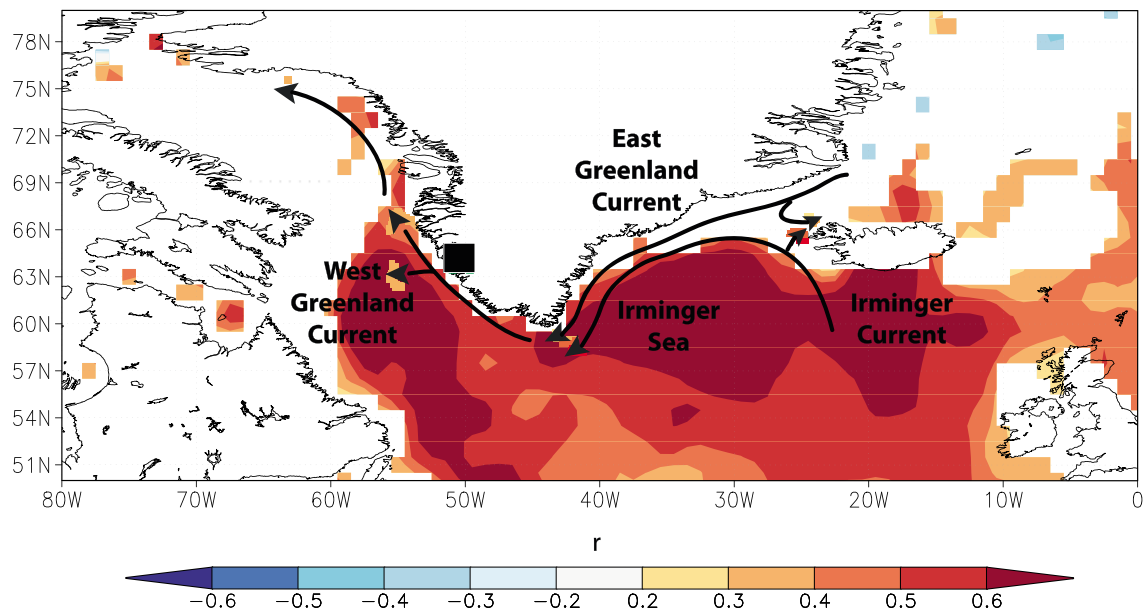 78N
75N
72N
69N
66N
63N
60N
57N
54N
51N
East
Greenland
Current
West
Greenland
Current
Irminger
Sea
Irminger
Current
80W 70W 60W 50W 40W 30W 20W 10W 0
r
−0.6 −0.5 −0.4 −0.3 −0.2 0.2 0.3 0.4 0.5 0.6